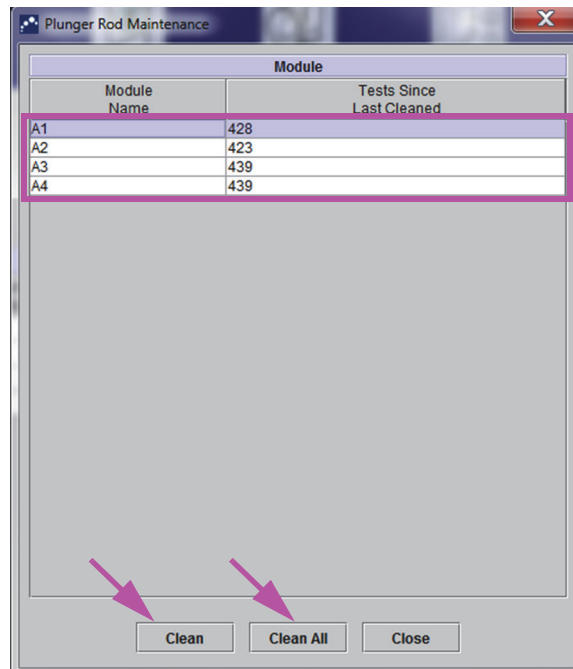 Plunger Rod Maintenance
X
Module
Module Name
Tests Since Last Cleaned
A1 428
A2 423
A3 439
A4 439
Clean Clean All Close